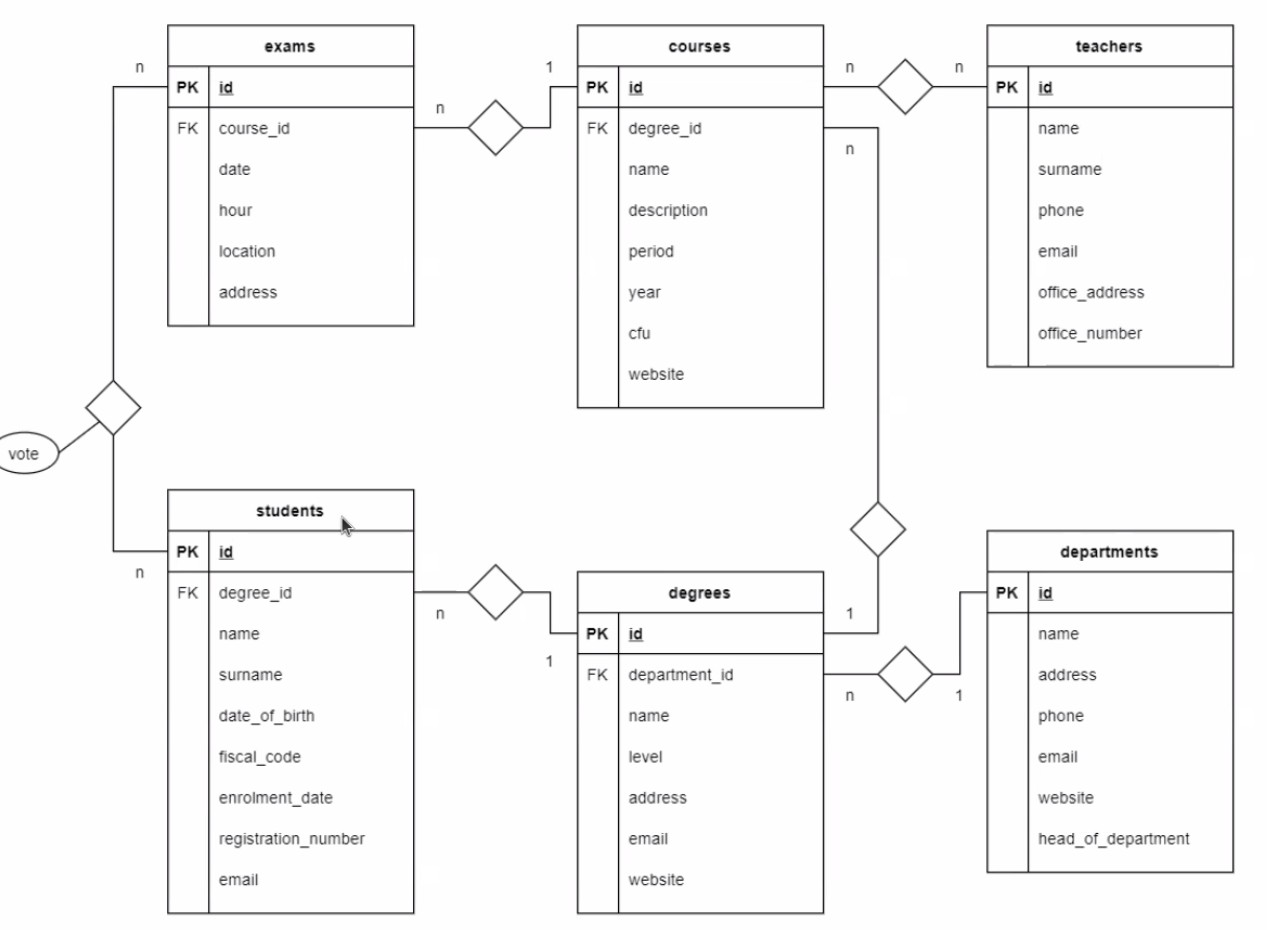 exams
n
PK id
FK course_id
date
hour
location
address
n
1
courses
PK id
FK degree_id
name
description
period
year
cfu
website
n
n
n
teachers
PK id
name
surname
phone
email
office_address
office_number
vote
students
PK id
n
FK degree_id
name
surname
date_of_birth
fiscal_code
enrolment_date
registration_number
email
n
1
degrees
PK id
FK department_id
name
level
address
email
website
1
n
1
departments
PK id
name
address
phone
email
website
head_of_department